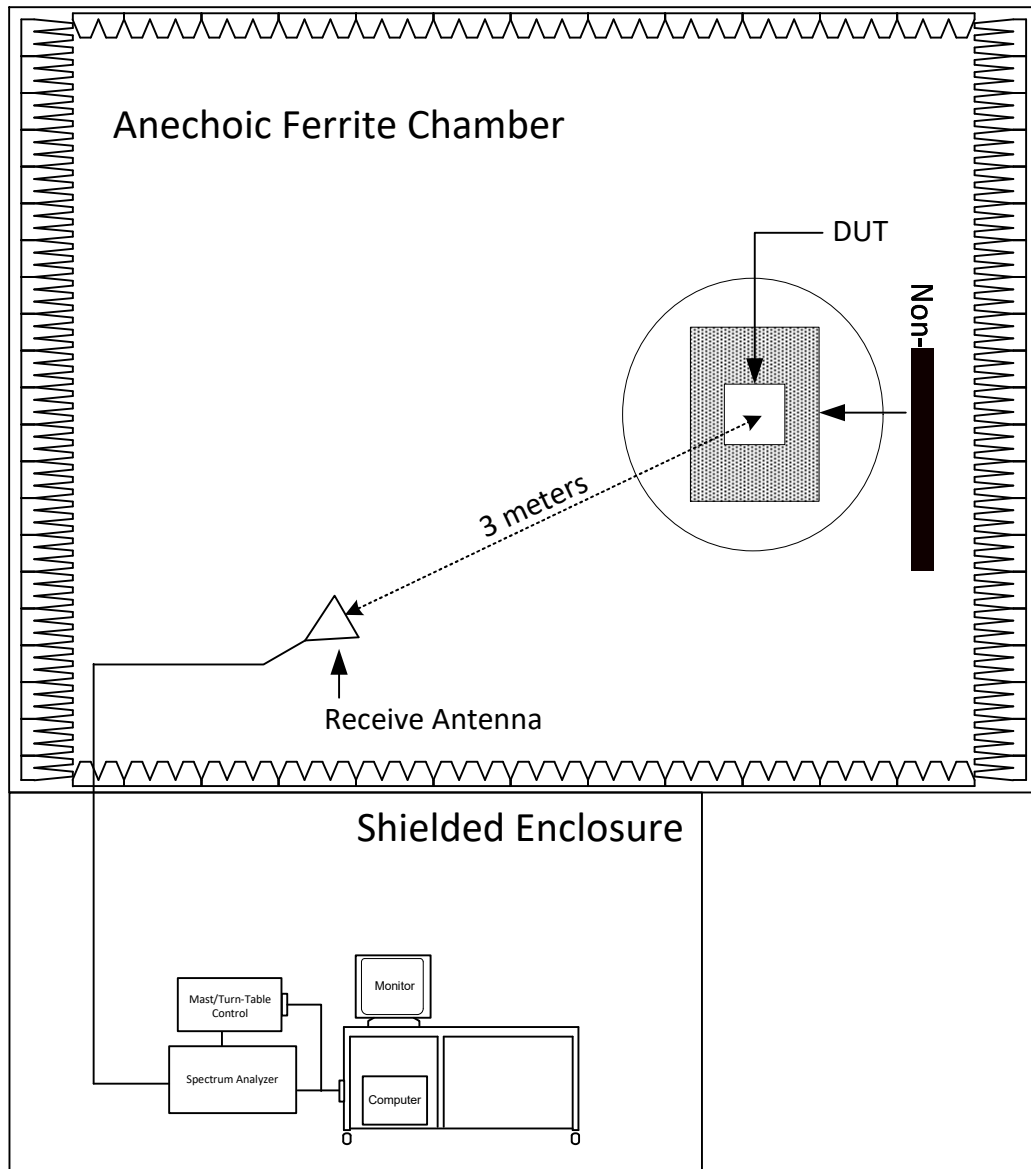 Anechoic Ferrite Chamber
DUT
Non-
3 meters
Receive Antenna
Shielded Enclosure
Monitor
Mast/Turn-Table
Control
Spectrum Analyzer
Computer